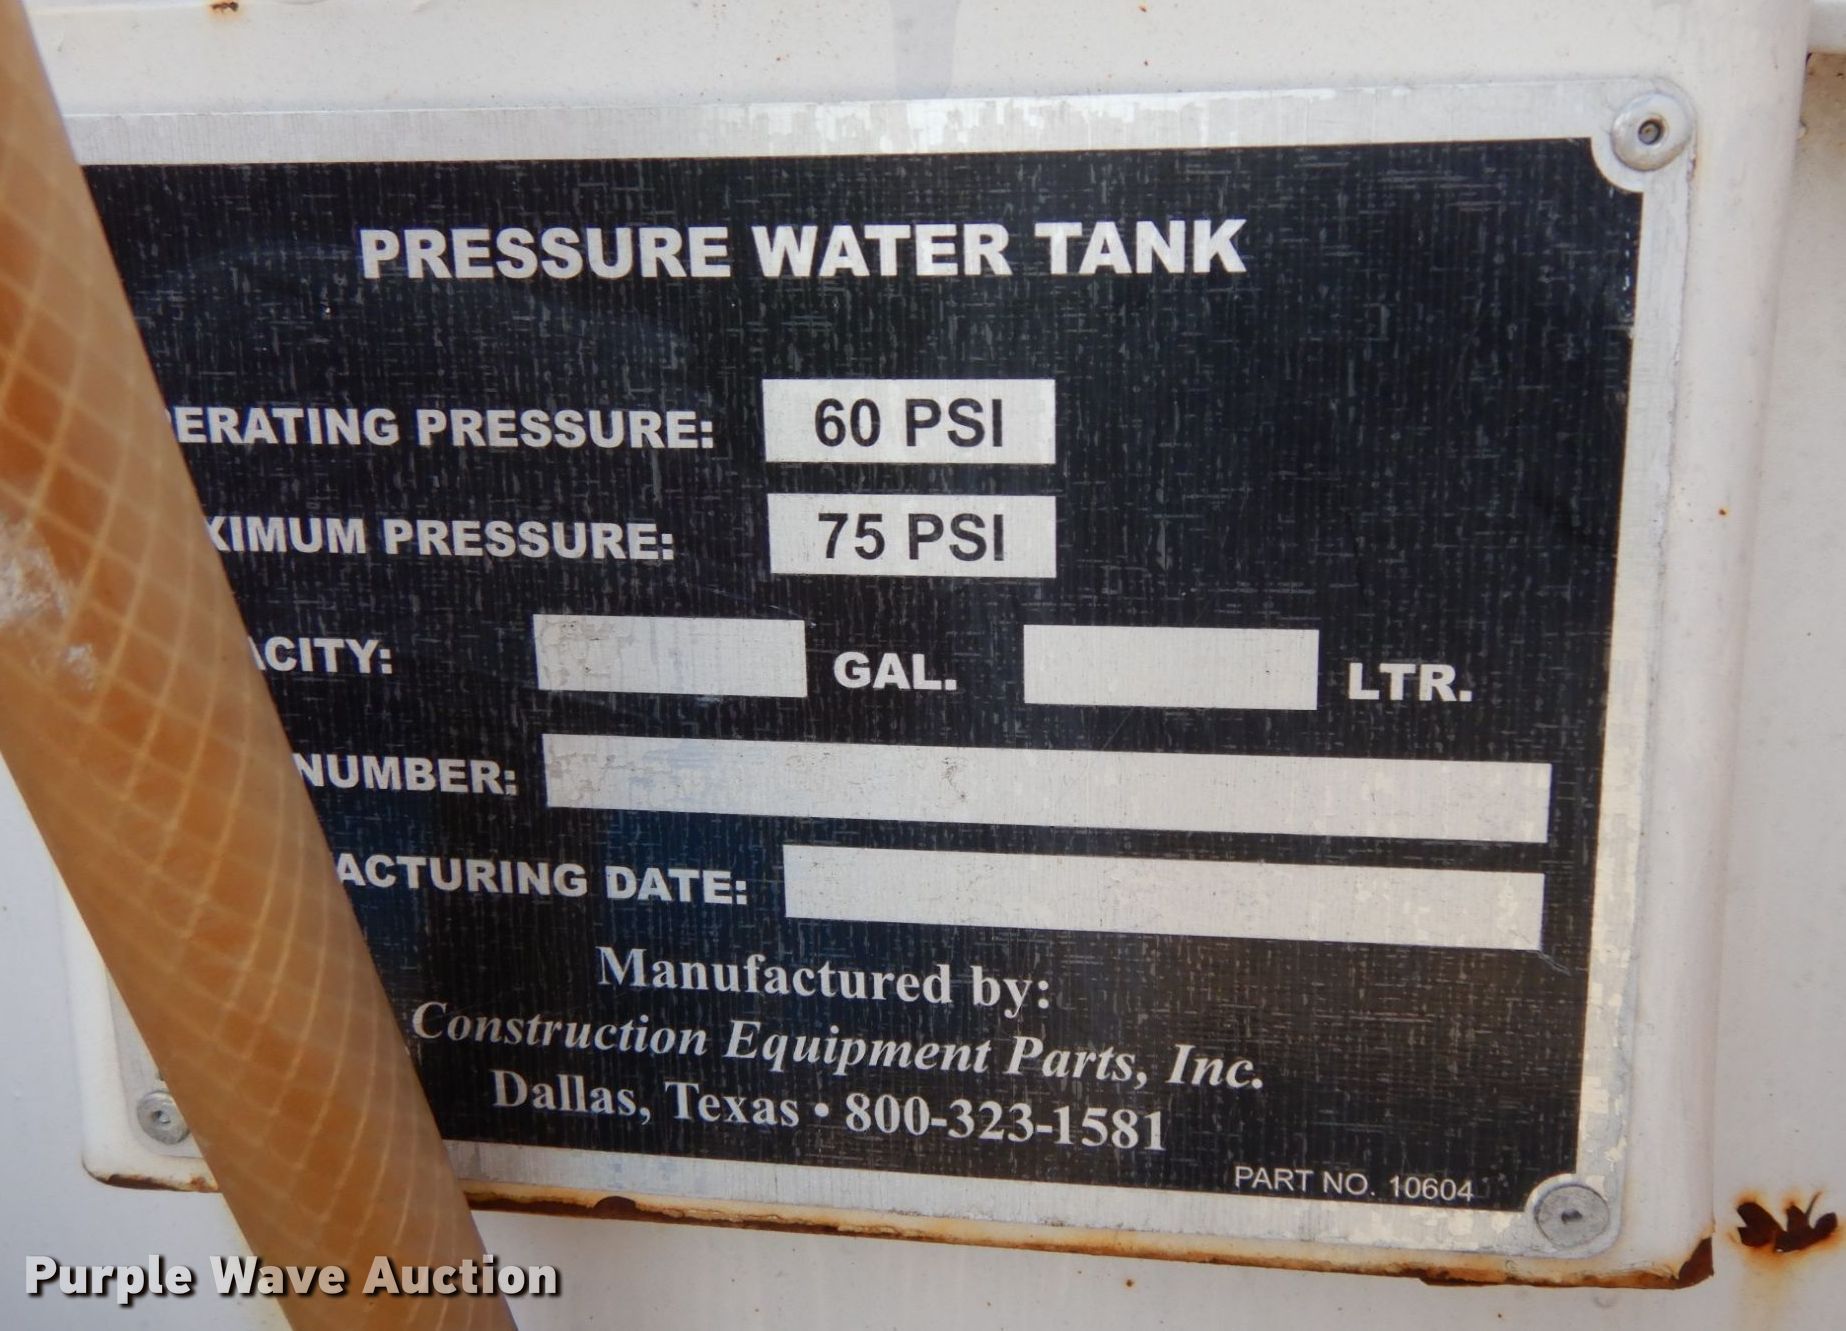 PRESSURE WATER TANK
ERATING PRESSURE: 60 PSI
XIMUM PRESSURE: 75 PSI
ACITY: GAL. LTR.
NUMBER:
ACTURING DATE:
Manufactured by:
Construction Equipment Parts, Inc.
Dallas, Texas • 800-323-1581
PART NO. 10604
Purple Wave Auction